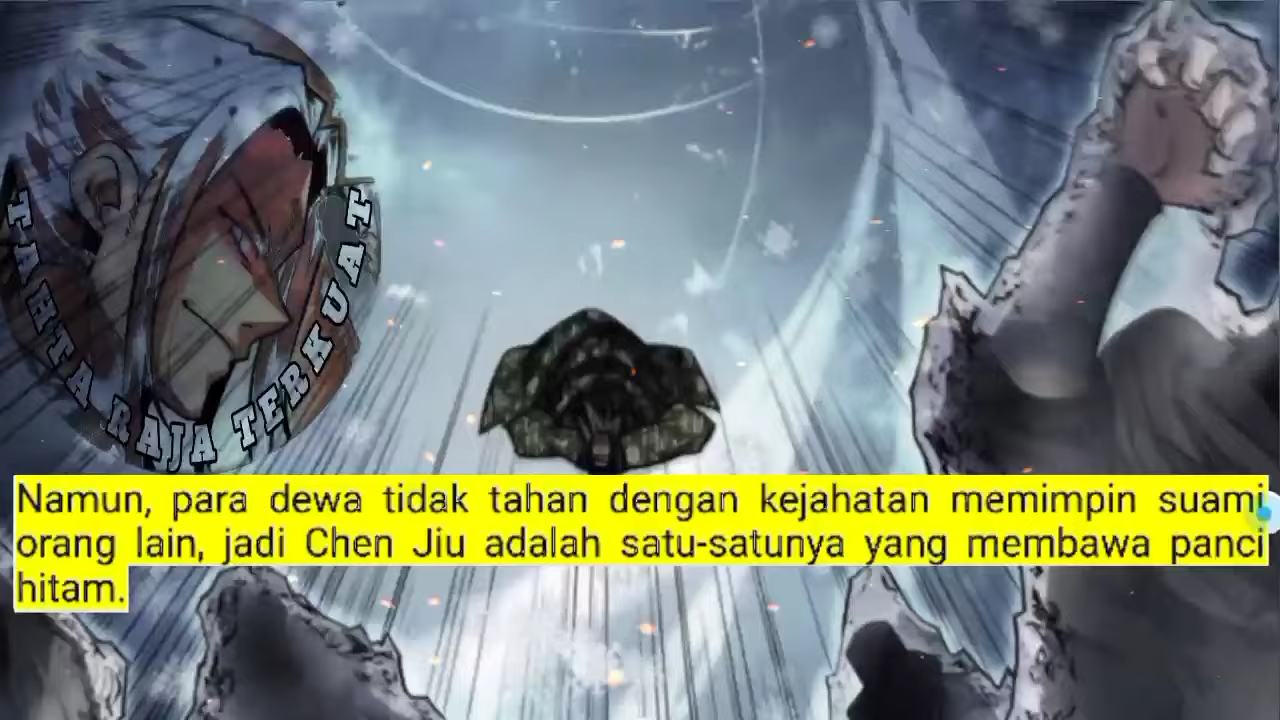 TAHTA RAJA TERKUAT
Namun, para dewa tidak tahan dengan kejahatan memimpin suami
orang lain, jadi Chen Jiu adalah satu-satunya yang membawa panci
hitam.